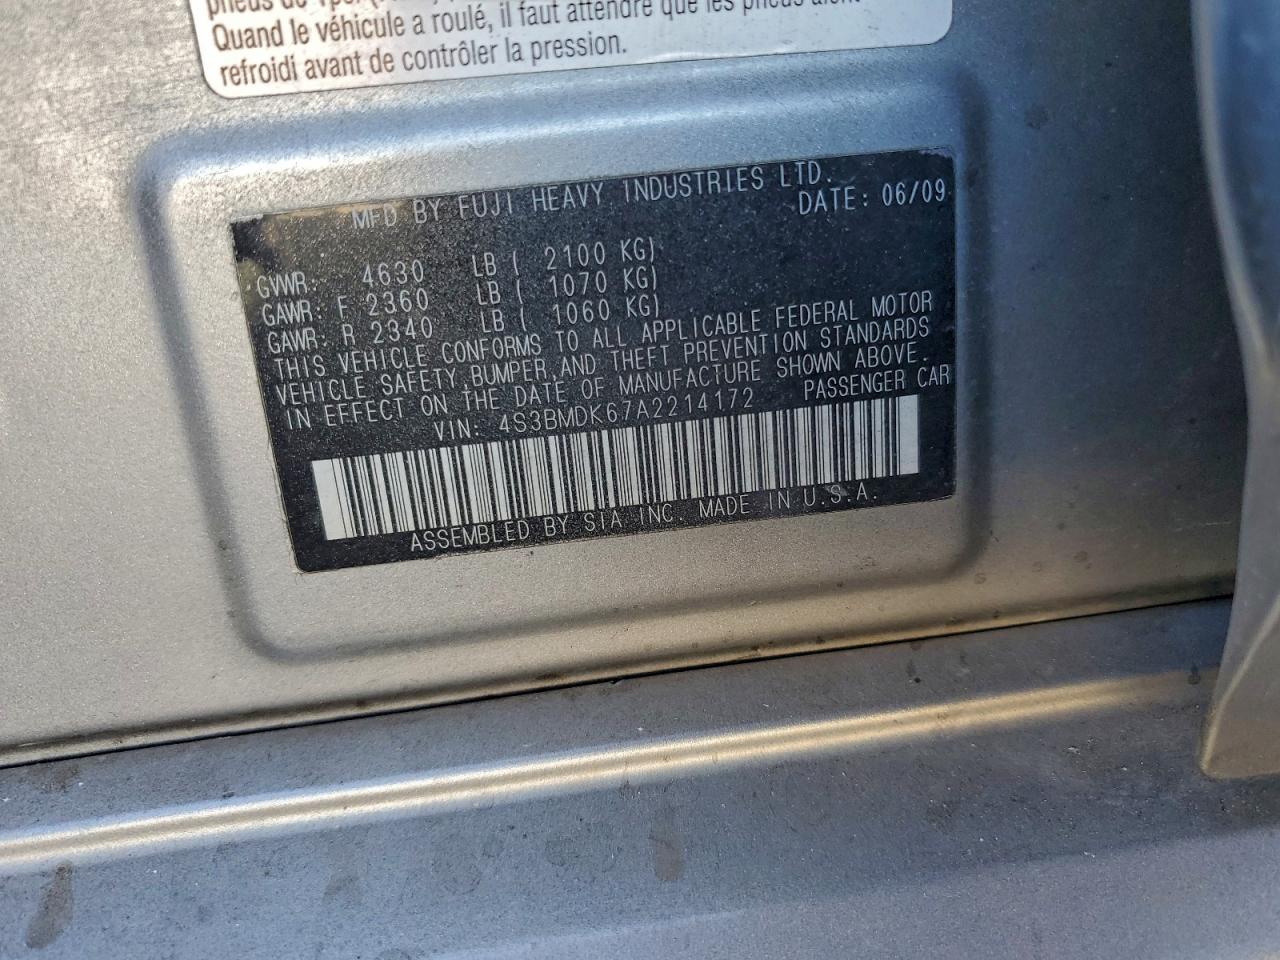 Quand le véhicule a roulé, il faut attendre que les pneus aient
refroidi avant de contrôler la pression.
MFD BY FUJI HEAVY INDUSTRIES LTD.
DATE: 06/09
GVWR: 4630 LB ( 2100 KG)
GAWR: F 2360 LB ( 1070 KG)
GAWR: R 2340 LB ( 1060 KG)
THIS VEHICLE CONFORMS TO ALL APPLICABLE FEDERAL MOTOR
VEHICLE SAFETY,BUMPER,AND THEFT PREVENTION STANDARDS
IN EFFECT ON THE DATE OF MANUFACTURE SHOWN ABOVE.
VIN: 4S3BMDK67A2214172 PASSENGER CAR
ASSEMBLED BY SIA INC. MADE IN U.S.A.